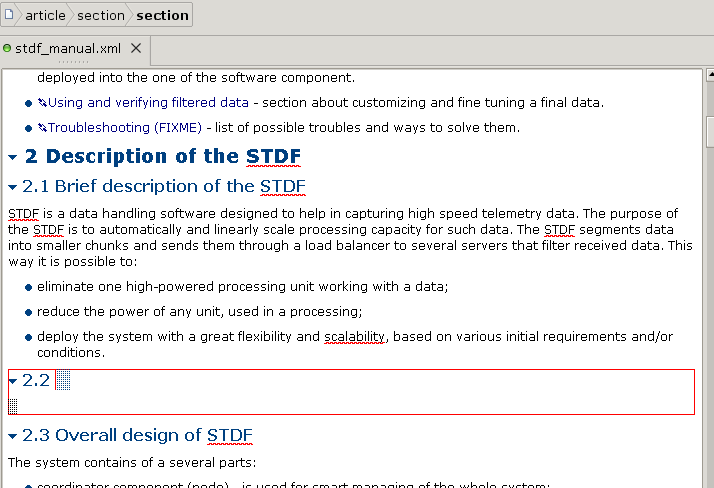 article section section
stdf_manual.xml
deployed into the one of the software component.
Using and verifying filtered data - section about customizing and fine tuning a final data.
Troubleshooting (FIXME) - list of possible troubles and ways to solve them.
2 Description of the STDF
2.1 Brief description of the STDF
STDF is a data handling software designed to help in capturing high speed telemetry data. The purpose of
the STDF is to automatically and linearly scale processing capacity for such data. The STDF segments data
into smaller chunks and sends them through a load balancer to several servers that filter received data. This
way it is possible to:
eliminate one high-powered processing unit working with a data;
reduce the power of any unit, used in a processing;
deploy the system with a great flexibility and scalability, based on various initial requirements and/or
conditions.
2.2
2.3 Overall design of STDF
The system contains of a several parts:
coordinator component (node) - is used for smart managing of the whole system;